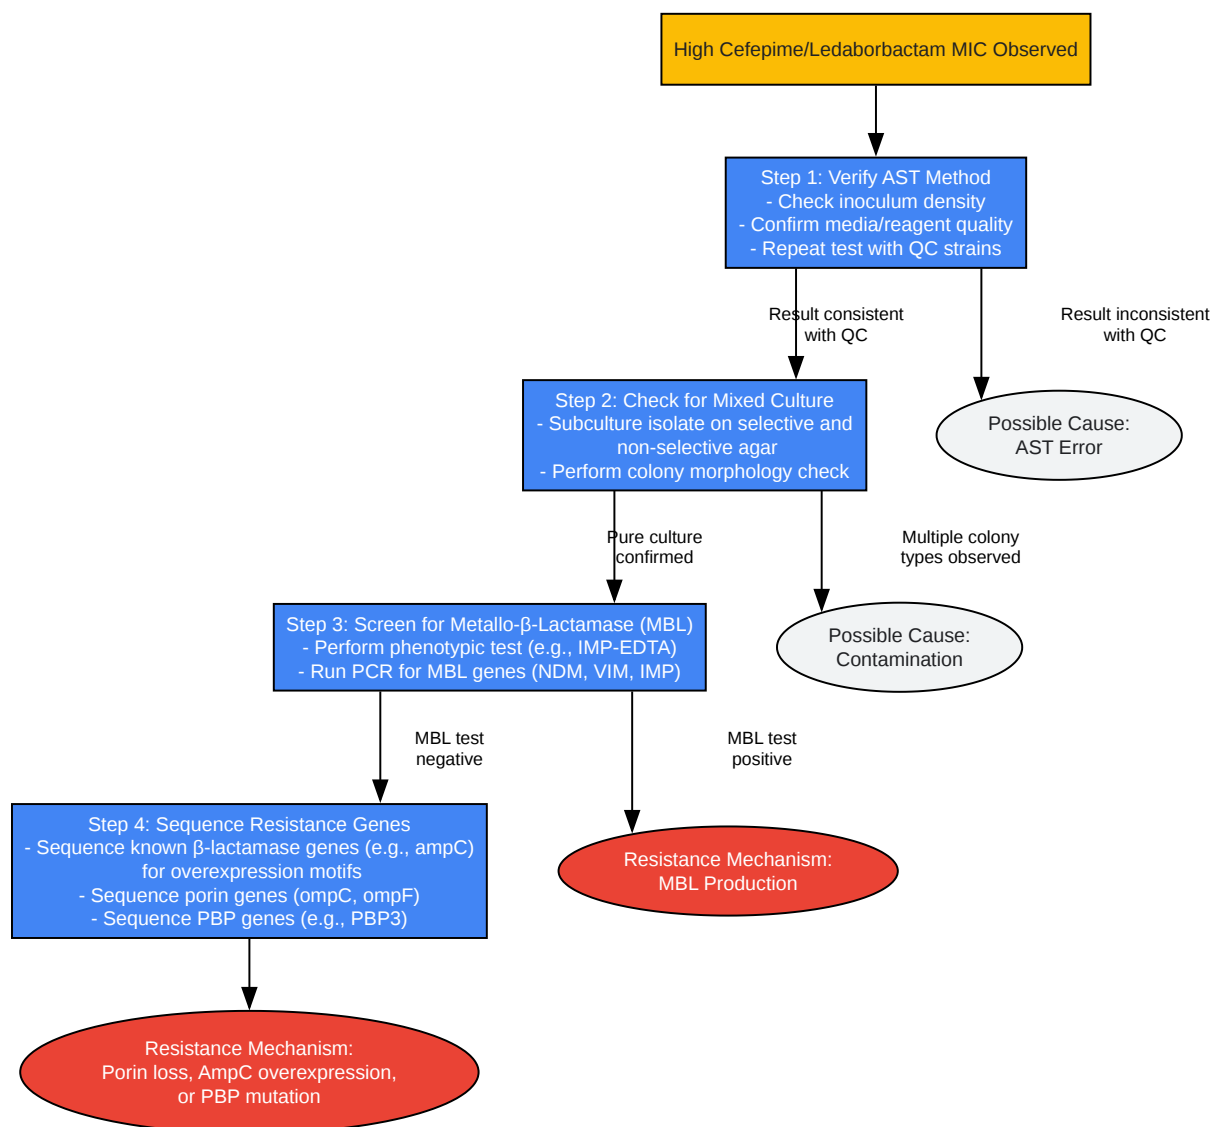 High Cefepime/Ledaborbactam MIC Observed
Step 1: Verify AST Method
- Check inoculum density
- Confirm media/reagent quality
- Repeat test with QC strains
Result consistent
with QC
Result inconsistent
with QC
Step 2: Check for Mixed Culture
- Subculture isolate on selective and
non-selective agar
- Perform colony morphology check
Possible Cause:
AST Error
Pure culture
confirmed
Multiple colony
types observed
Step 3: Screen for Metallo-β-Lactamase (MBL)
- Perform phenotypic test (e.g., IMP-EDTA)
- Run PCR for MBL genes (NDM, VIM, IMP)
Possible Cause:
Contamination
MBL test
negative
MBL test
positive
Step 4: Sequence Resistance Genes
- Sequence known β-lactamase genes (e.g., ampC)
for overexpression motifs
- Sequence porin genes (ompC, ompF)
- Sequence PBP genes (e.g., PBP3)
Resistance Mechanism:
MBL Production
Resistance Mechanism:
Porin loss, AmpC overexpression,
or PBP mutation